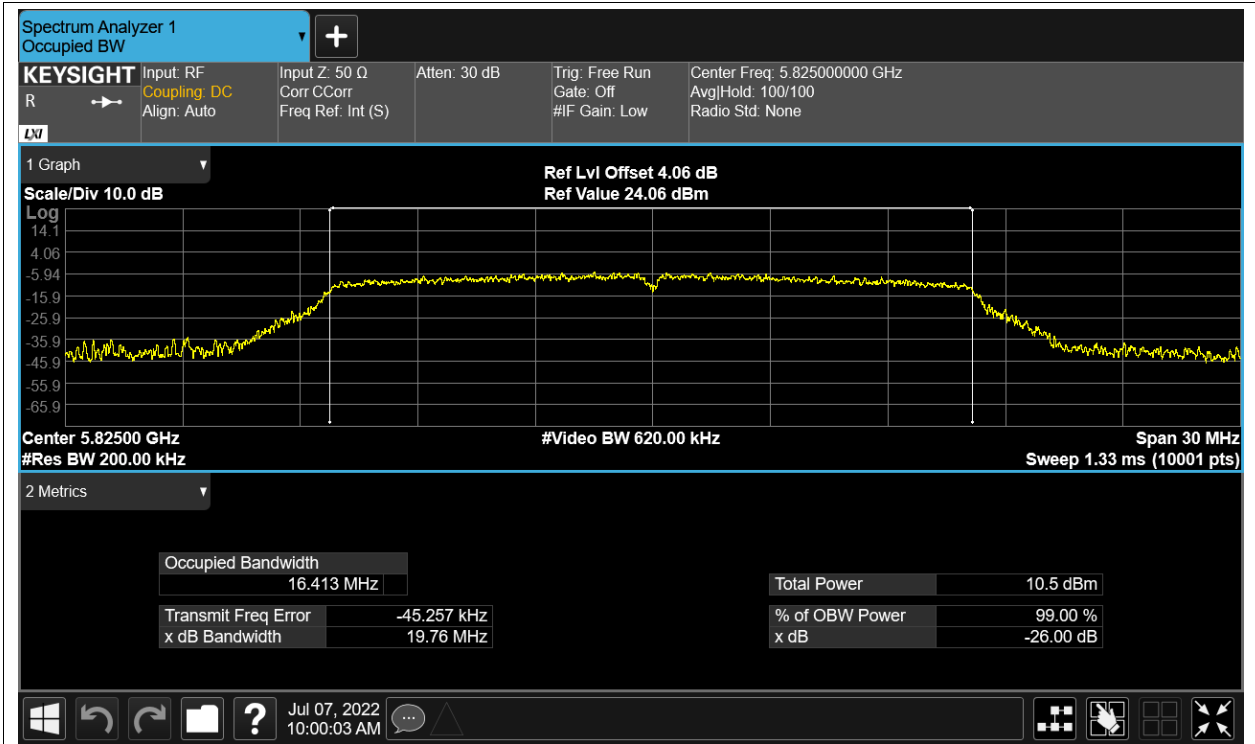 Spectrum Analyzer 1
Occupied BW
KEYSIGHT
R
LXI
Input: RF
Coupling: DC
Align: Auto
Input Z: 50 Ω
Corr CCorr
Freq Ref: Int (S)
Atten: 30 dB
Trig: Free Run
Gate: Off
#IF Gain: Low
Center Freq: 5.825000000 GHz
Avg|Hold: 100/100
Radio Std: None
1 Graph
Scale/Div 10.0 dB
Ref Lvl Offset 4.06 dB
Ref Value 24.06 dBm
Log
14.1
4.06
-5.94
-15.9
-25.9
-35.9
-45.9
-55.9
-65.9
Center 5.82500 GHz
#Video BW 620.00 kHz
Span 30 MHz
#Res BW 200.00 kHz
Sweep 1.33 ms (10001 pts)
2 Metrics
Occupied Bandwidth
16.413 MHz
Total Power 10.5 dBm
Transmit Freq Error -45.257 kHz
% of OBW Power 99.00 %
x dB Bandwidth 19.76 MHz
x dB -26.00 dB
?
Jul 07, 2022
10:00:03 AM